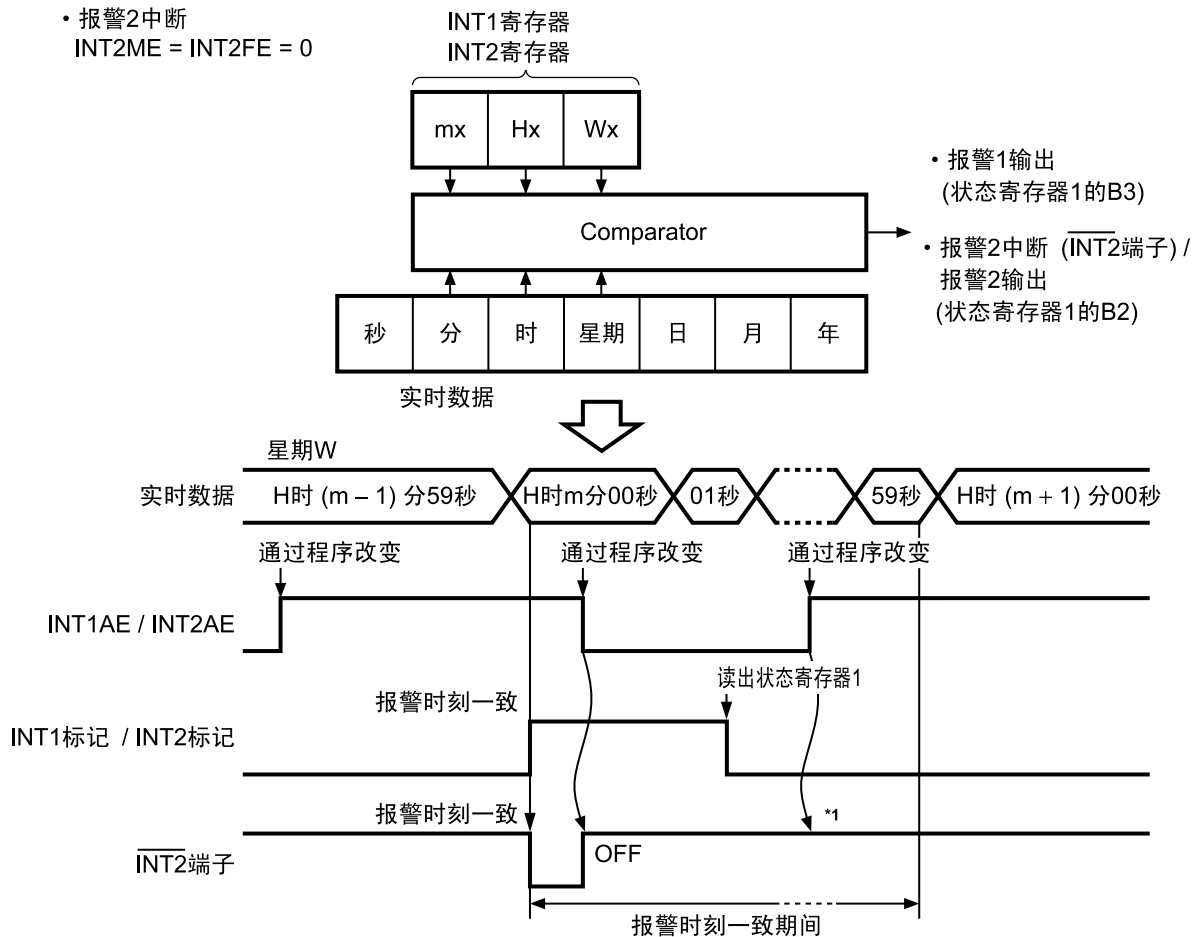 ・报警2中断
INT2ME = INT2FE = 0
INT1寄存器
INT2寄存器
mx Hx Wx
Comparator
・报警1输出
(状态寄存器1的B3)
・报警2中断 (INT2端子) /
报警2输出
(状态寄存器1的B2)
秒 分 时 星期 日 月 年
实时数据
星期W
实时数据 H时 (m – 1) 分59秒 H时m分00秒 01秒 59秒 H时 (m + 1) 分00秒
通过程序改变 通过程序改变 通过程序改变
INT1AE / INT2AE
读出状态寄存器1
报警时刻一致
INT1标记 / INT2标记
报警时刻一致 *1
INT2端子 OFF
报警时刻一致期间